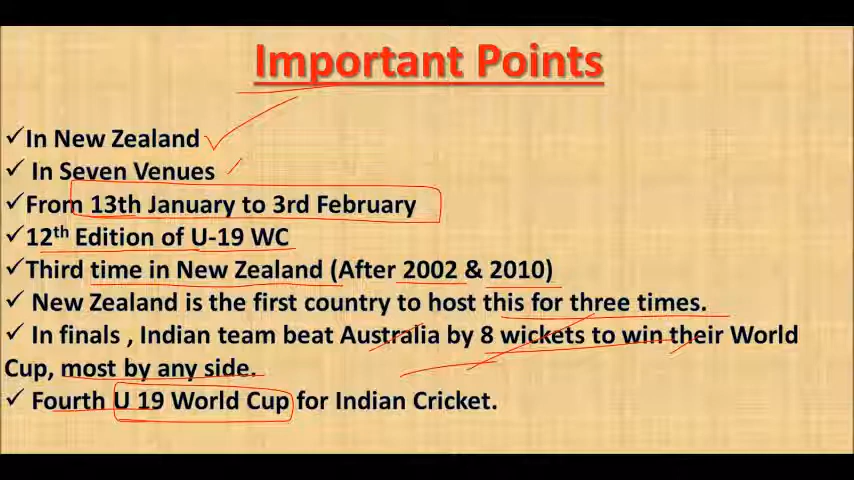 Important Points
✓In New Zealand
✓ In Seven Venues
✓From 13th January to 3rd February
✓12th Edition of U-19 WC
✓Third time in New Zealand (After 2002 & 2010)
✓ New Zealand is the first country to host this for three times.
✓ In finals , Indian team beat Australia by 8 wickets to win their World
Cup, most by any side.
✓ Fourth U 19 World Cup for Indian Cricket.